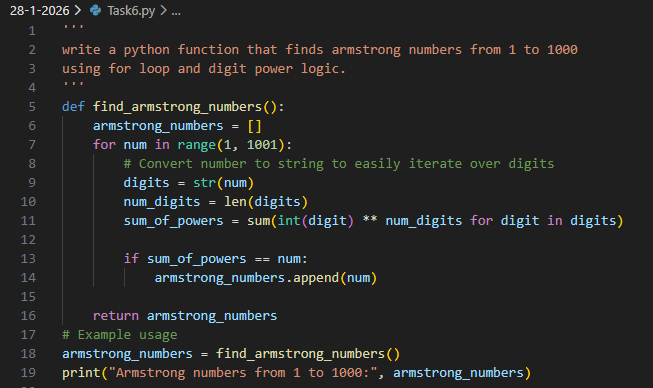 28-1-2026 > Task6.py > ...
1 '''
2 write a python function that finds armstrong numbers from 1 to 1000
3 using for loop and digit power logic.
4 '''
5 def find_armstrong_numbers():
6     armstrong_numbers = []
7     for num in range(1, 1001):
8         # Convert number to string to easily iterate over digits
9         digits = str(num)
10         num_digits = len(digits)
11         sum_of_powers = sum(int(digit) ** num_digits for digit in digits)
12
13         if sum_of_powers == num:
14             armstrong_numbers.append(num)
15
16     return armstrong_numbers
17 # Example usage
18 armstrong_numbers = find_armstrong_numbers()
19 print("Armstrong numbers from 1 to 1000:", armstrong_numbers)